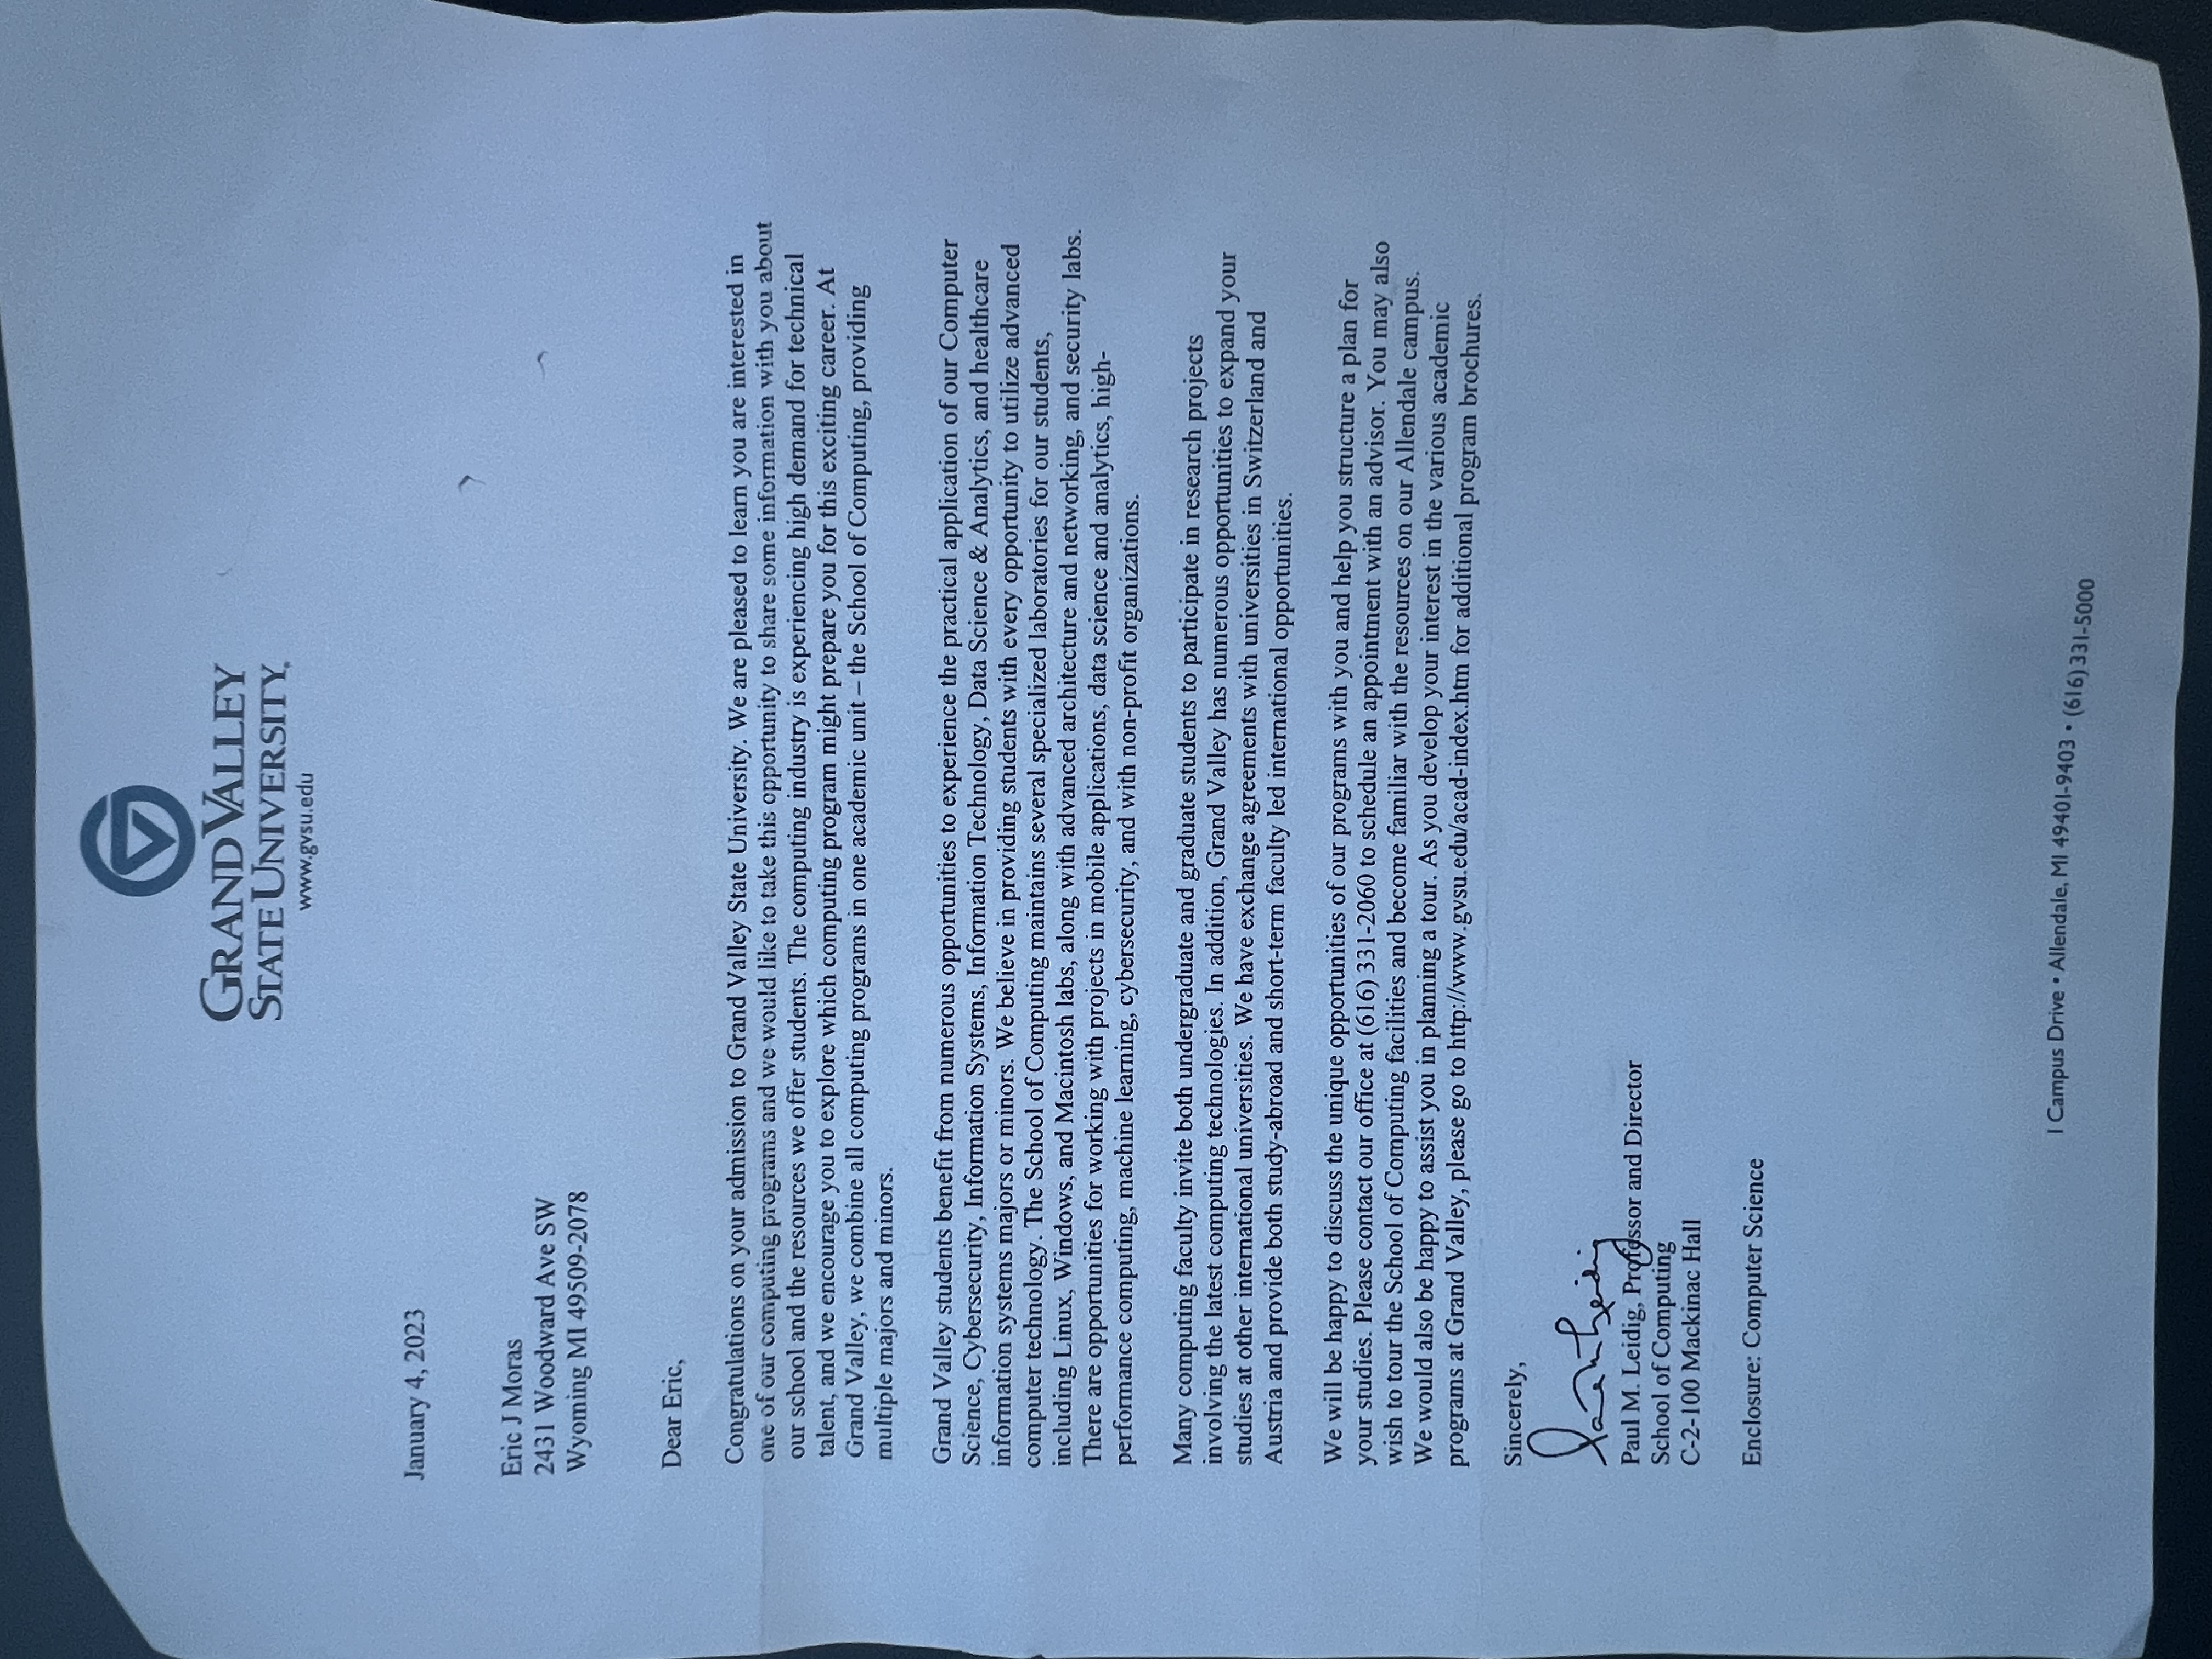 GRAND VALLEY
STATE UNIVERSITY.
www.gvsu.edu
January 4, 2023
Eric J Moras
2431 Woodward Ave SW
Wyoming MI 49509-2078
Dear Eric,
Congratulations on your admission to Grand Valley State University. We are pleased to learn you are interested in
one of our computing programs and we would like to take this opportunity to share some information with you about
our school and the resources we offer students. The computing industry is experiencing high demand for technical
talent, and we encourage you to explore which computing program might prepare you for this exciting career. At
Grand Valley, we combine all computing programs in one academic unit – the School of Computing, providing
multiple majors and minors.
Grand Valley students benefit from numerous opportunities to experience the practical application of our Computer
Science, Cybersecurity, Information Systems, Information Technology, Data Science & Analytics, and healthcare
information systems majors or minors. We believe in providing students with every opportunity to utilize advanced
computer technology. The School of Computing maintains several specialized laboratories for our students,
including Linux, Windows, and Macintosh labs, along with advanced architecture and networking, and security labs.
There are opportunities for working with projects in mobile applications, data science and analytics, high-
performance computing, machine learning, cybersecurity, and with non-profit organizations.
Many computing faculty invite both undergraduate and graduate students to participate in research projects
involving the latest computing technologies. In addition, Grand Valley has numerous opportunities to expand your
studies at other international universities. We have exchange agreements with universities in Switzerland and
Austria and provide both study-abroad and short-term faculty led international opportunities.
We will be happy to discuss the unique opportunities of our programs with you and help you structure a plan for
your studies. Please contact our office at (616) 331-2060 to schedule an appointment with an advisor. You may also
wish to tour the School of Computing facilities and become familiar with the resources on our Allendale campus.
We would also be happy to assist you in planning a tour. As you develop your interest in the various academic
programs at Grand Valley, please go to http://www.gvsu.edu/acad-index.htm for additional program brochures.
Sincerely,
Paul M. Leidig, Professor and Director
School of Computing
C-2-100 Mackinac Hall
Enclosure: Computer Science
1 Campus Drive • Allendale, MI 49401-9403 • (616) 331-5000